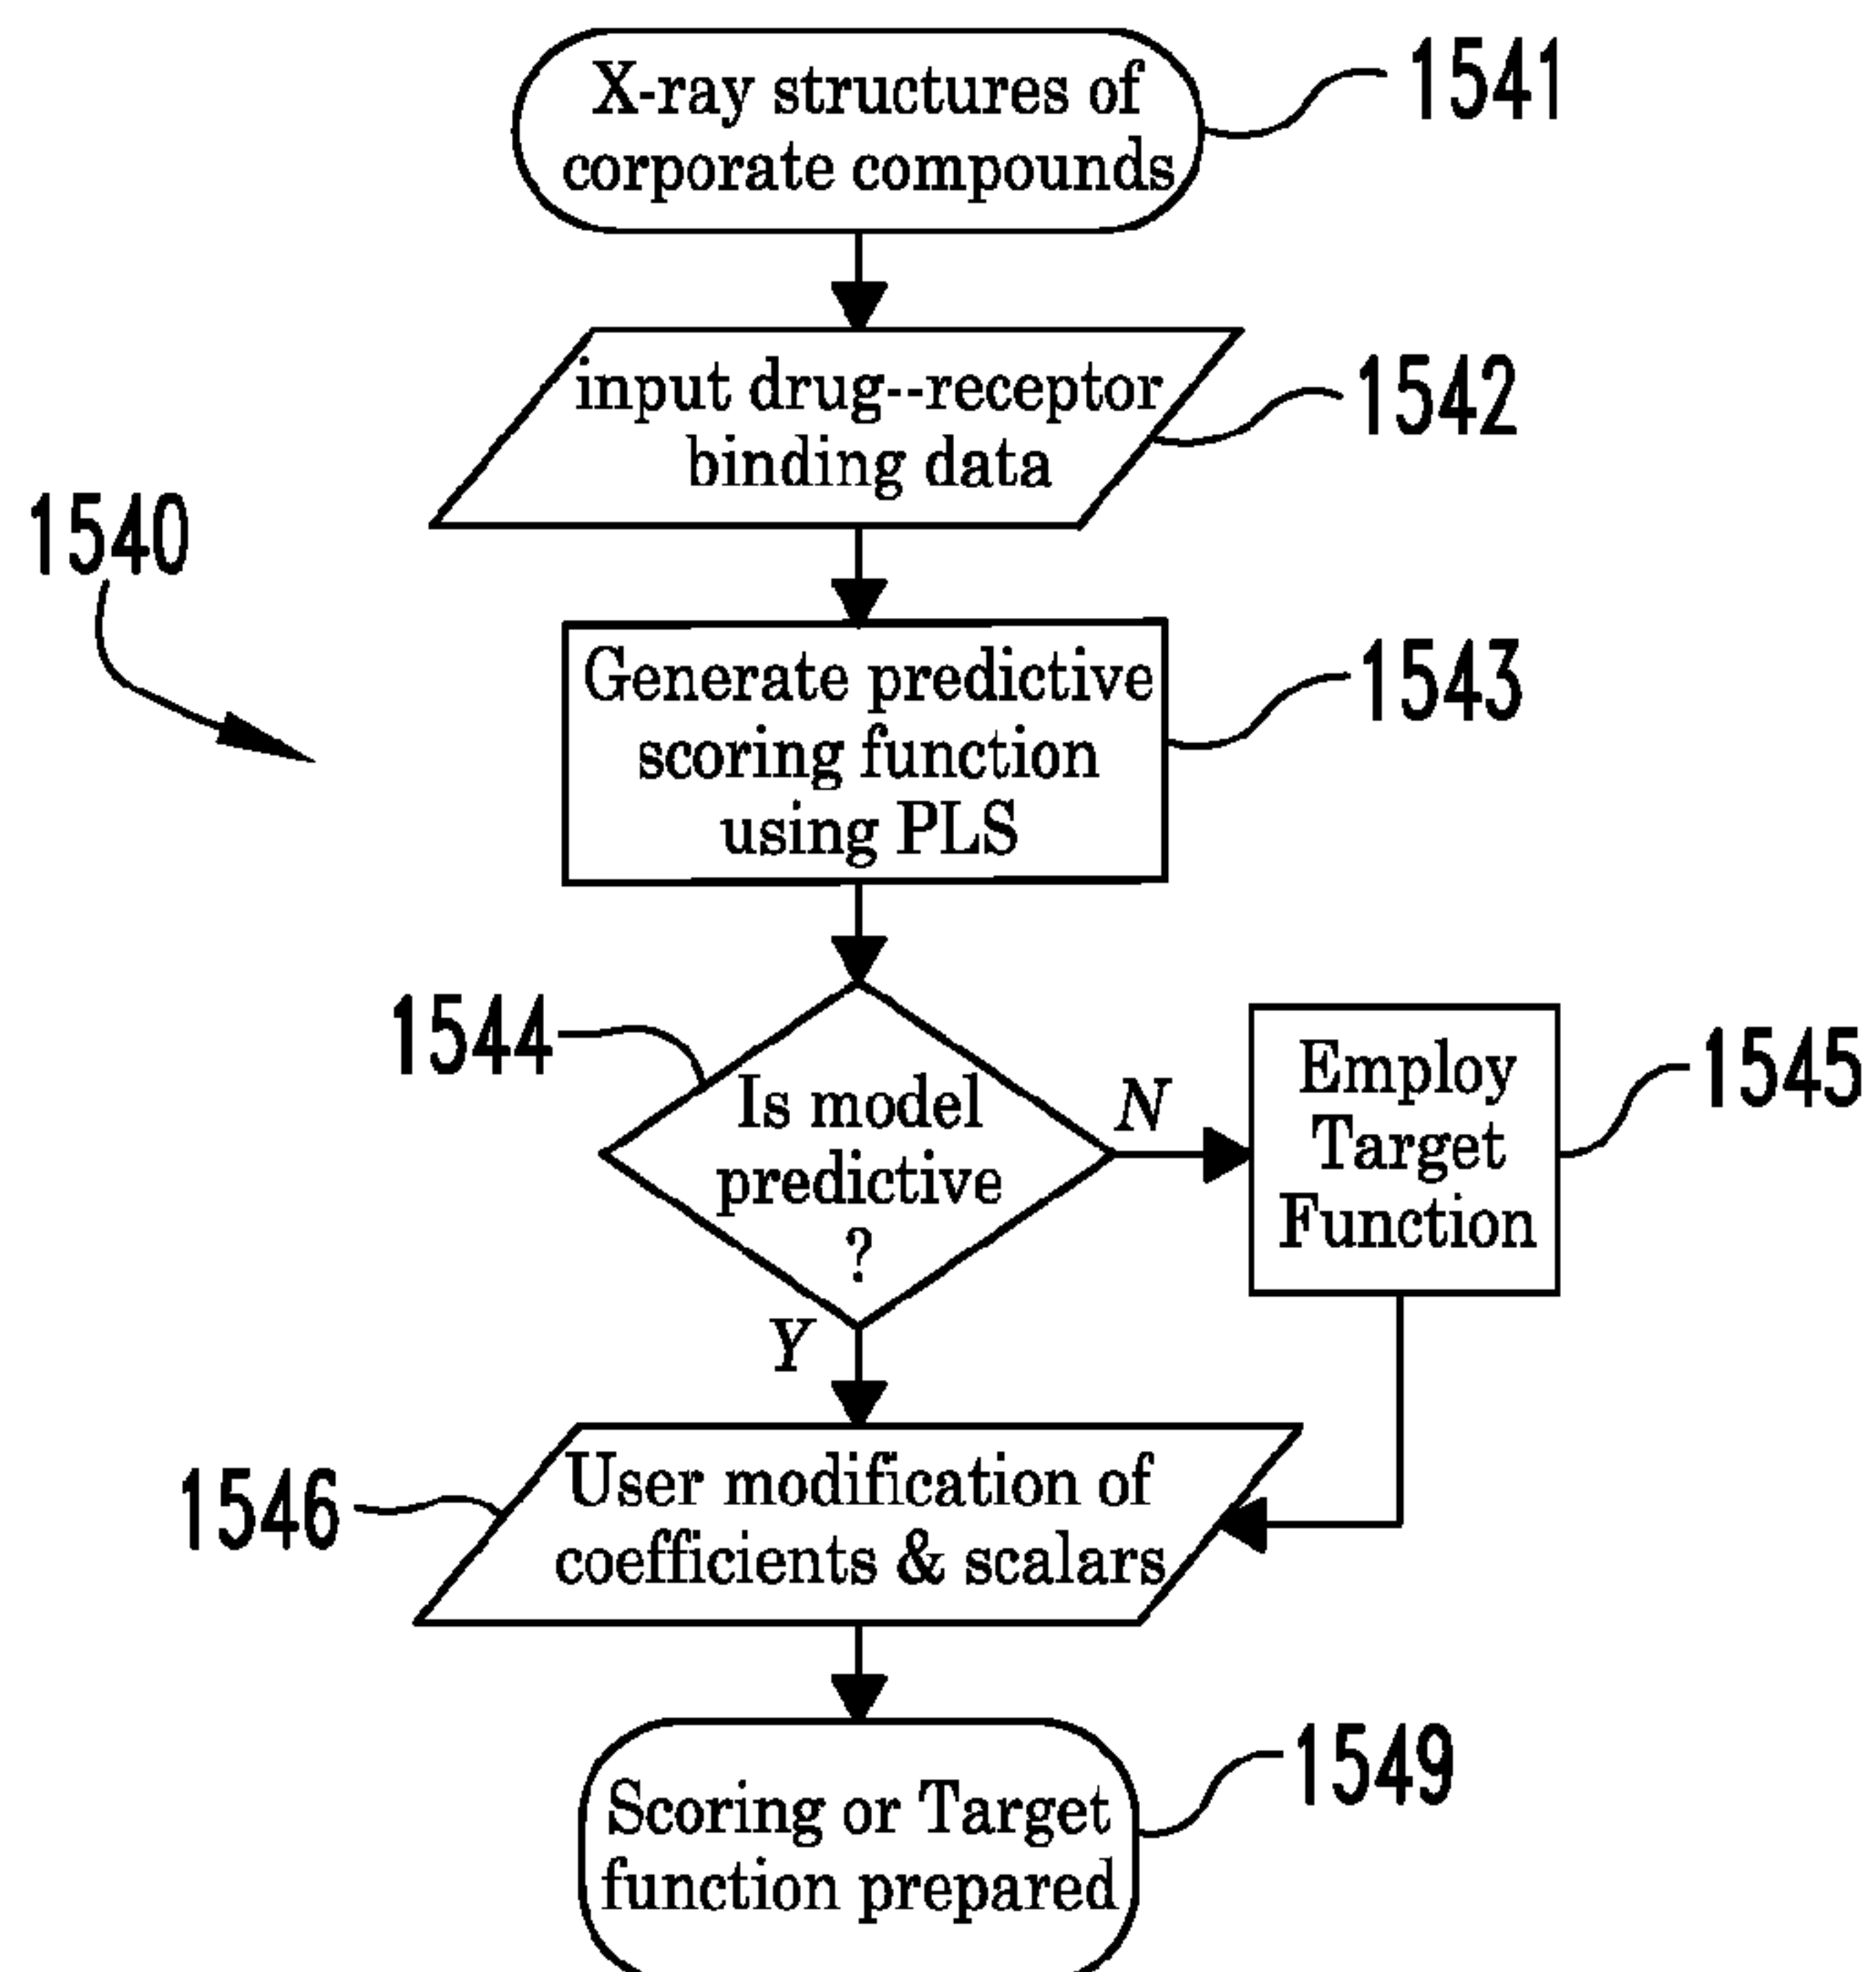 X-ray structures of
corporate compounds
1541
input drug--receptor
binding data
1542
1540
Generate predictive
scoring function
using PLS
1543
1544
Is model
predictive
?
N
Y
Employ
Target
Function
1545
1546
User modification of
coefficients & scalars
Scoring or Target
function prepared
1549